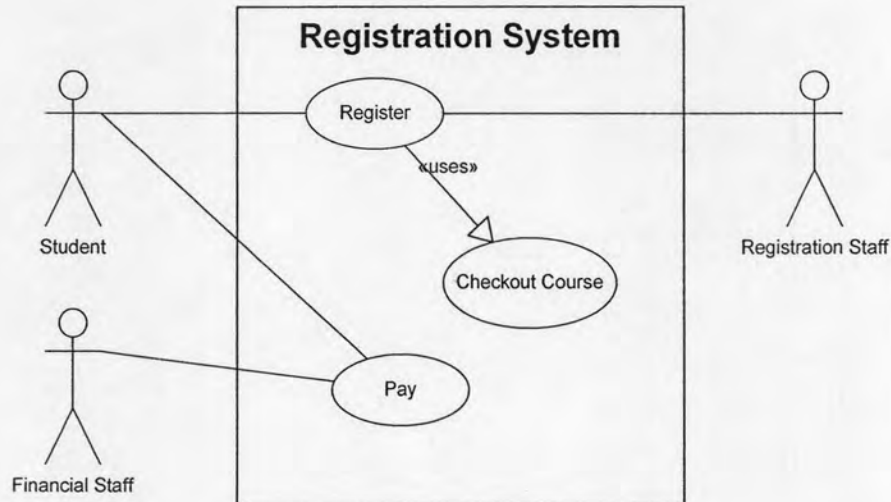 Registration System
Register
«uses»
Student
Registration Staff
Checkout Course
Pay
Financial Staff